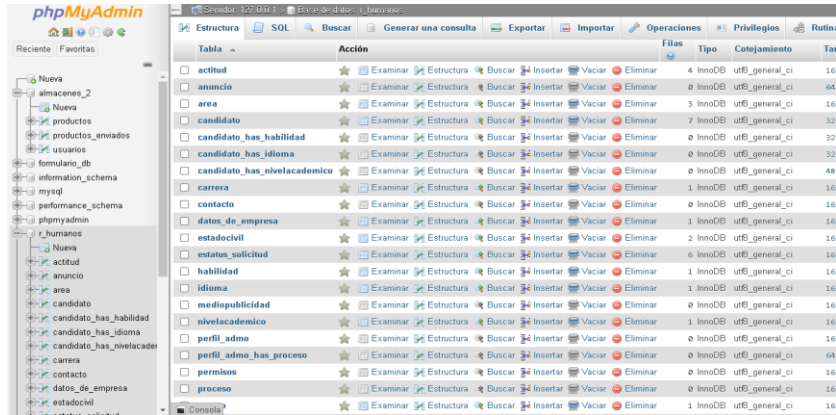 phpMyAdmin
Reciente Favoritas
Nueva
almacenes_2
Nueva
productos
productos_enviados
usuarios
formulario_db
information_schema
mysql
performance_schema
phpmyadmin
r_humanos
Nueva
actitud
anuncio
area
candidato
candidato_has_habilidad
candidato_has_idioma
candidato_has_nivelacader
carrera
contacto
datos_de_empresa
estadocivil
Servidor: 127.0.0.1 » Base de datos: r_humanos
Estructura SQL Buscar Generar una consulta Exportar Importar Operaciones Privilegios Rutina
Tabla Acción Filas Tipo Cotejamiento Tar
actitud Examinar Estructura Buscar Insertar Vaciar Eliminar 4 InnoDB utf8_general_ci 16
anuncio Examinar Estructura Buscar Insertar Vaciar Eliminar 0 InnoDB utf8_general_ci 64
area Examinar Estructura Buscar Insertar Vaciar Eliminar 3 InnoDB utf8_general_ci 16
candidato Examinar Estructura Buscar Insertar Vaciar Eliminar 7 InnoDB utf8_general_ci 32
candidato_has_habilidad Examinar Estructura Buscar Insertar Vaciar Eliminar 0 InnoDB utf8_general_ci 32
candidato_has_idioma Examinar Estructura Buscar Insertar Vaciar Eliminar 0 InnoDB utf8_general_ci 32
candidato_has_nivelacademico Examinar Estructura Buscar Insertar Vaciar Eliminar 0 InnoDB utf8_general_ci 48
carrera Examinar Estructura Buscar Insertar Vaciar Eliminar 1 InnoDB utf8_general_ci 16
contacto Examinar Estructura Buscar Insertar Vaciar Eliminar 0 InnoDB utf8_general_ci 16
datos_de_empresa Examinar Estructura Buscar Insertar Vaciar Eliminar 1 InnoDB utf8_general_ci 16
estadocivil Examinar Estructura Buscar Insertar Vaciar Eliminar 2 InnoDB utf8_general_ci 16
estatus_solicitud Examinar Estructura Buscar Insertar Vaciar Eliminar 6 InnoDB utf8_general_ci 16
habilidad Examinar Estructura Buscar Insertar Vaciar Eliminar 1 InnoDB utf8_general_ci 16
idioma Examinar Estructura Buscar Insertar Vaciar Eliminar 1 InnoDB utf8_general_ci 16
mediopublicidad Examinar Estructura Buscar Insertar Vaciar Eliminar 0 InnoDB utf8_general_ci 16
nivelacademico Examinar Estructura Buscar Insertar Vaciar Eliminar 1 InnoDB utf8_general_ci 16
perfil_admo Examinar Estructura Buscar Insertar Vaciar Eliminar 0 InnoDB utf8_general_ci 16
perfil_admo_has_proceso Examinar Estructura Buscar Insertar Vaciar Eliminar 0 InnoDB utf8_general_ci 64
permisos Examinar Estructura Buscar Insertar Vaciar Eliminar 0 InnoDB utf8_general_ci 16
proceso Examinar Estructura Buscar Insertar Vaciar Eliminar 0 InnoDB utf8_general_ci 16
Consola Examinar Estructura Buscar Insertar Vaciar Eliminar 1 InnoDB utf8_general_ci 16